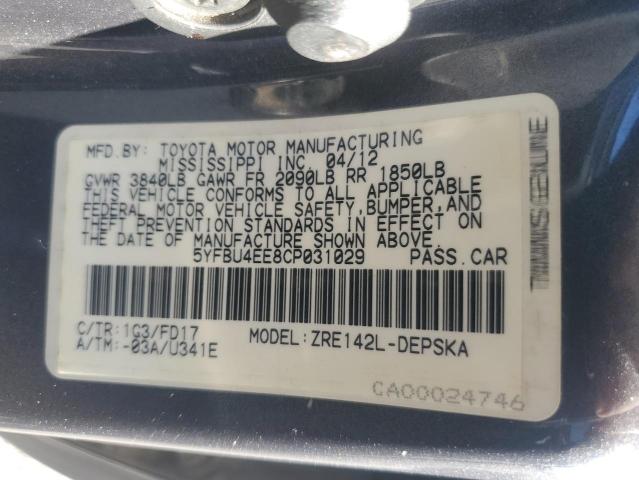 MFD.BY: TOYOTA MOTOR MANUFACTURING
MISSISSIPPI INC. 04/12
GVWR 3840LB GAWR FR 2090LB RR 1850LB
THIS VEHICLE CONFORMS TO ALL APPLICABLE
FEDERAL MOTOR VEHICLE SAFETY,BUMPER,AND
THEFT PREVENTION STANDARDS IN EFFECT ON
THE DATE OF MANUFACTURE SHOWN ABOVE.
5YFBU4EE8CP031029 PASS.CAR
C/TR:1G3/FD17 MODEL:ZRE142L-DEPSKA
A/TM:-03A/U341E
CA00024746